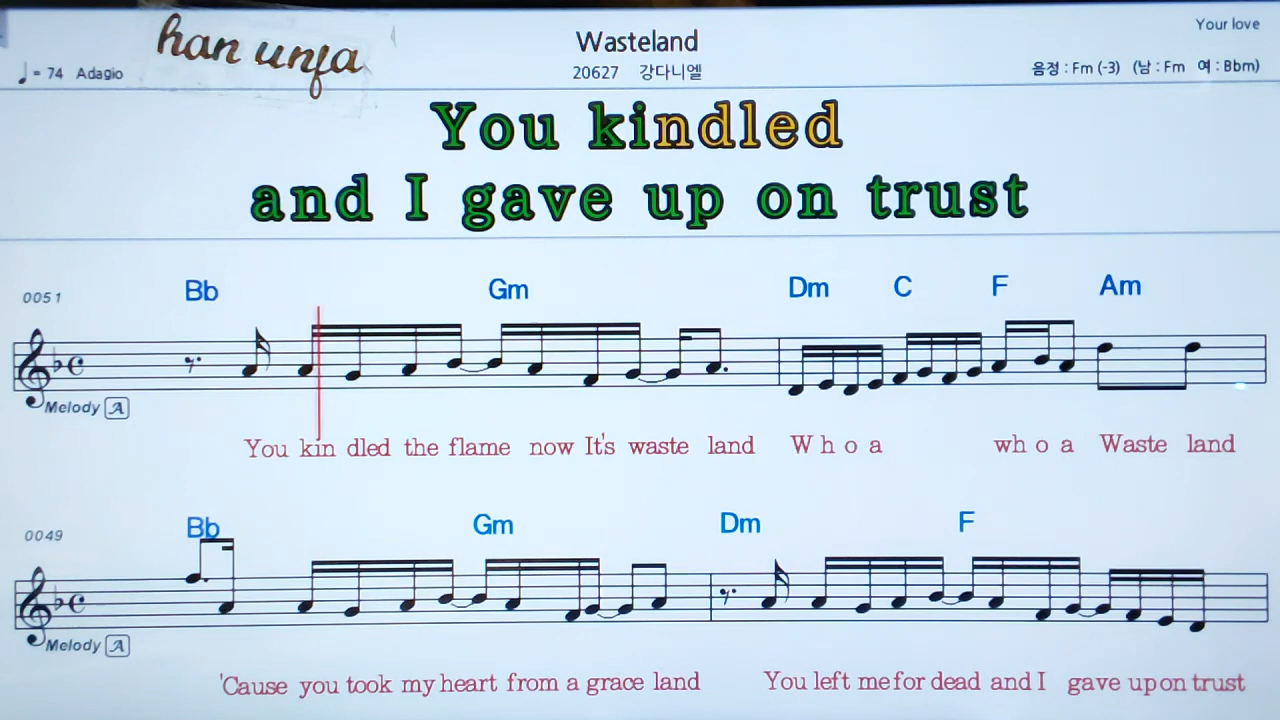 han unja
Wasteland
Your love
♩= 74 Adagio
20627 강다니엘
음정 : Fm (-3) (남 : Fm 여 : Bbm)
You kindled
and I gave up on trust
0051
Bb Gm Dm C F Am
Melody A
You kin dled the flame now It's waste land W h o a wh o a Waste land
0049
Bb Gm Dm F
Melody A
'Cause you took my heart from a grace land You left me for dead and I gave up on trust